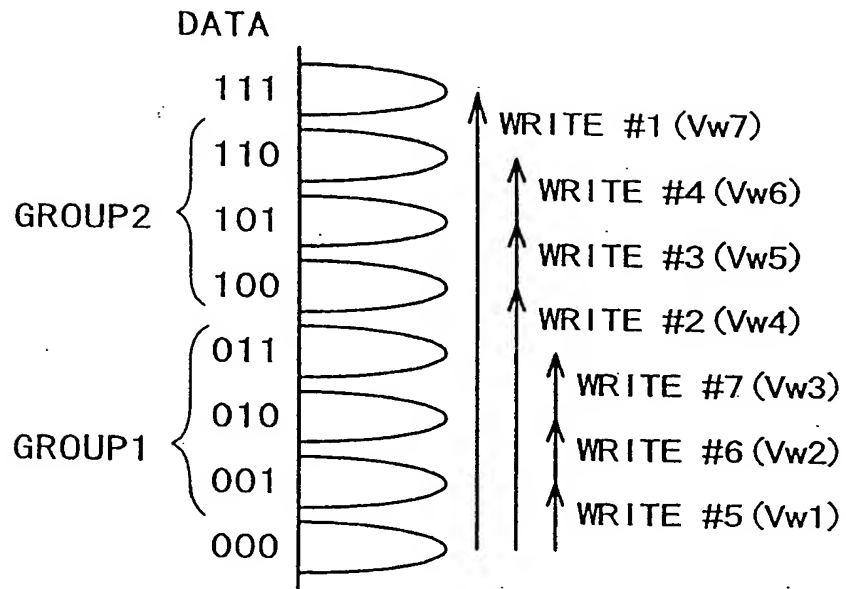 DATA
111
WRITE #1 (Vw7)
110
WRITE #4 (Vw6)
GROUP2
101
WRITE #3 (Vw5)
100
WRITE #2 (Vw4)
011
WRITE #7 (Vw3)
010
GROUP1
WRITE #6 (Vw2)
001
WRITE #5 (Vw1)
000